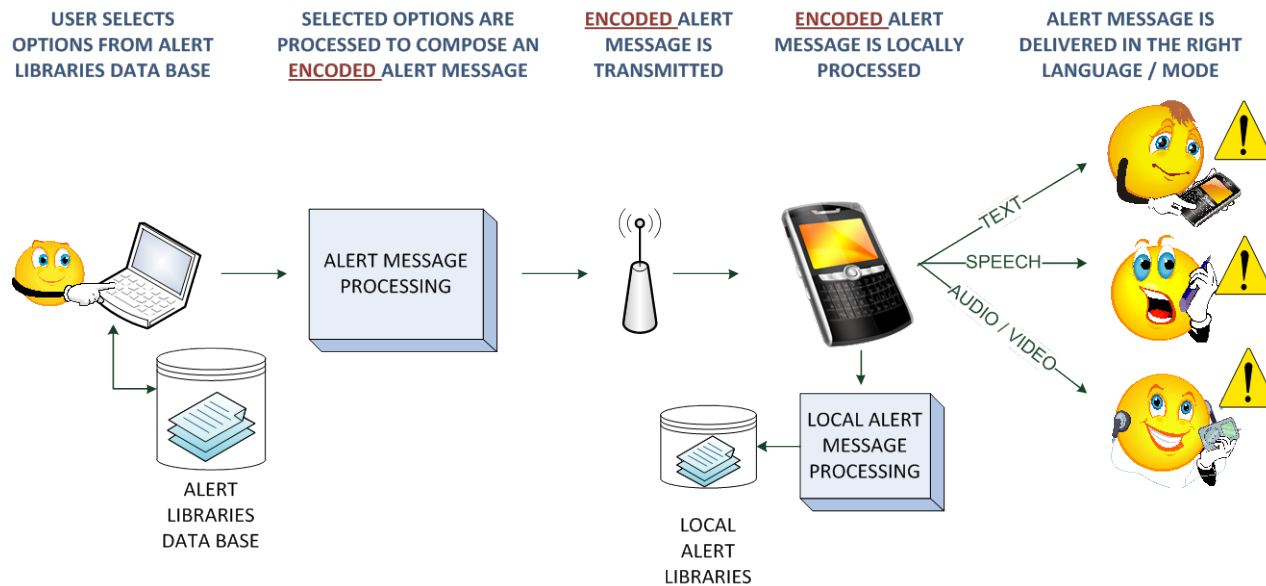 USER SELECTS
OPTIONS FROM ALERT
LIBRARIES DATA BASE
SELECTED OPTIONS ARE
PROCESSED TO COMPOSE AN
ENCODED ALERT MESSAGE
ENCODED ALERT
MESSAGE IS
TRANSMITTED
ENCODED ALERT
MESSAGE IS LOCALLY
PROCESSED
ALERT MESSAGE IS
DELIVERED IN THE RIGHT
LANGUAGE / MODE
ALERT MESSAGE
PROCESSING
TEXT
SPEECH
AUDIO / VIDEO
ALERT
LIBRARIES
DATA BASE
LOCAL ALERT
MESSAGE
PROCESSING
LOCAL
ALERT
LIBRARIES